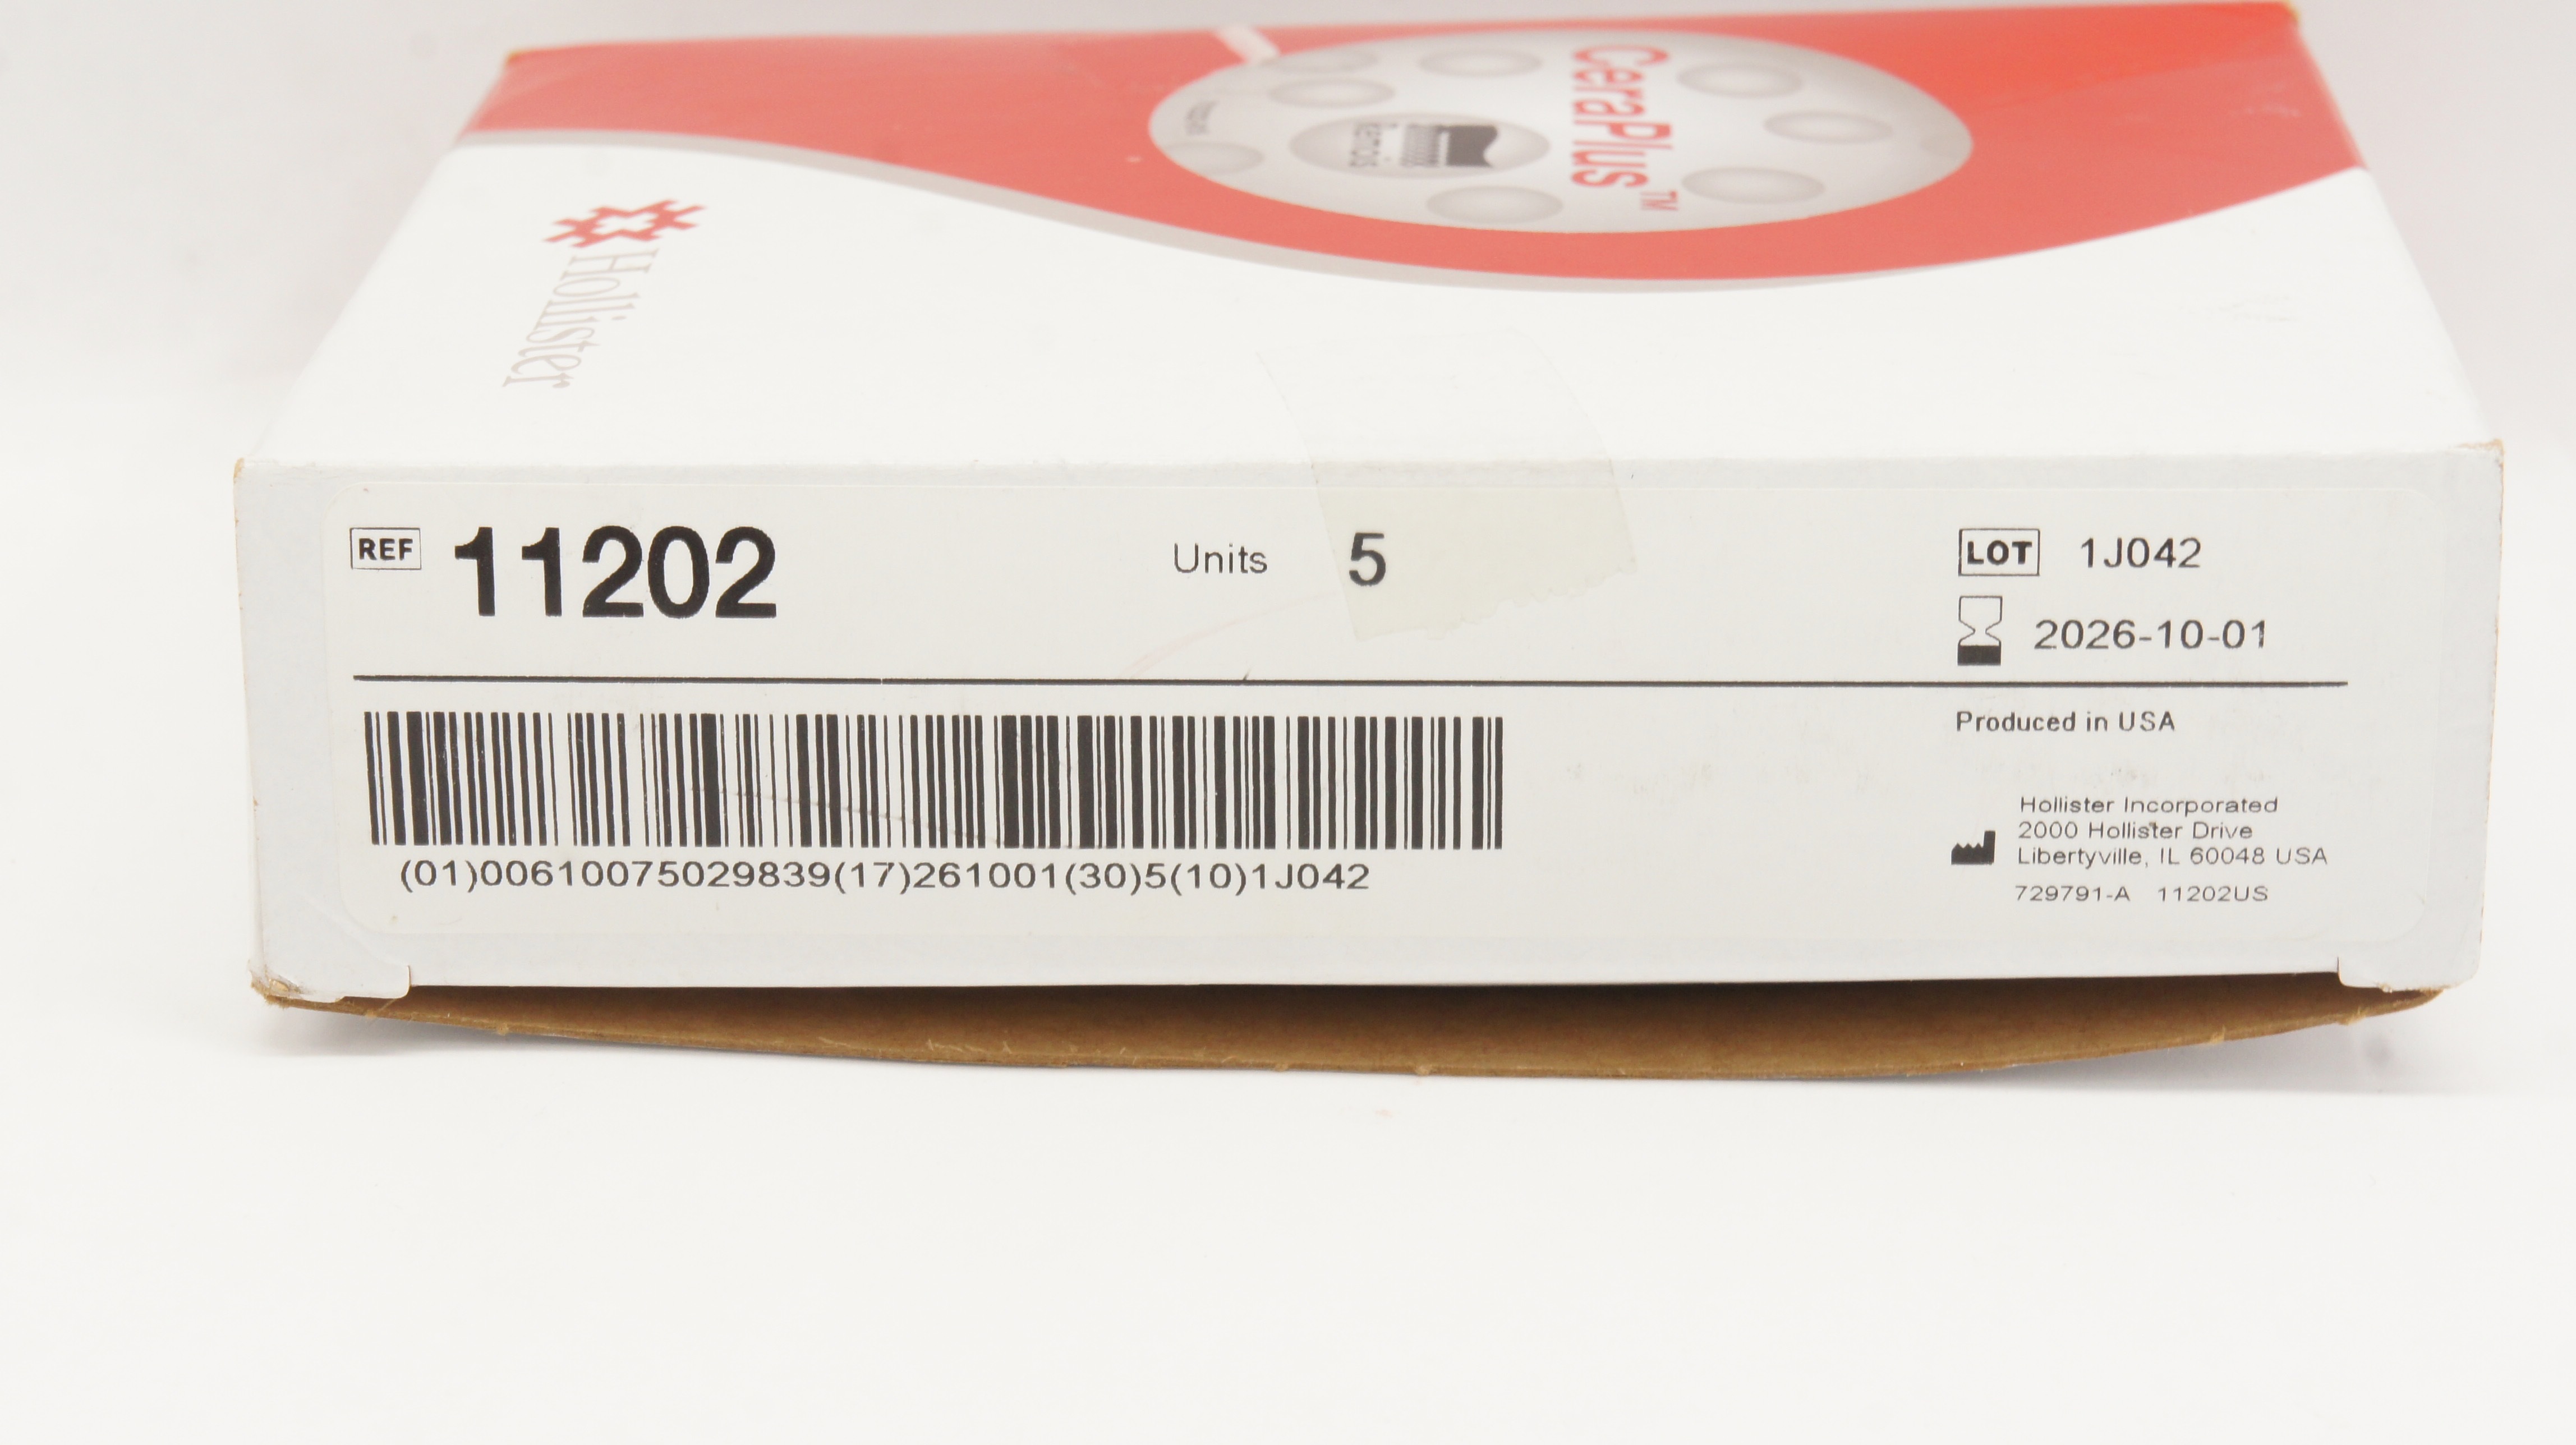 CeraPlus™
Remois
Hollister
REF 11202
Units 5
LOT 1J042
2026-10-01
(01)00610075029839(17)261001(30)5(10)1J042
Produced in USA
Hollister Incorporated
2000 Hollister Drive
Libertyville, IL 60048 USA
729791-A 11202US